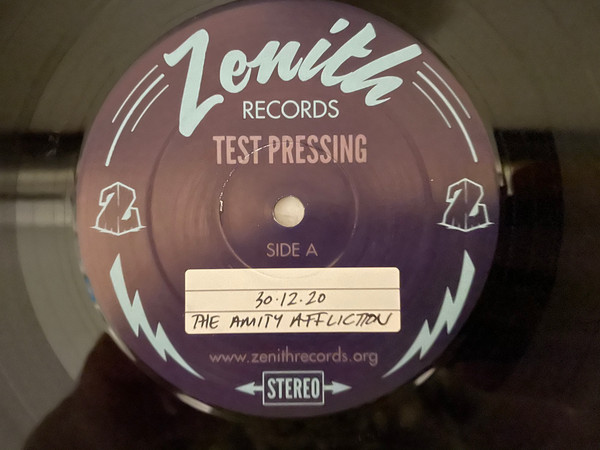 Zenith
RECORDS
TEST PRESSING
Z Z
SIDE A
30.12.20
THE AMITY AFFLICTION
www.zenithrecords.org
STEREO